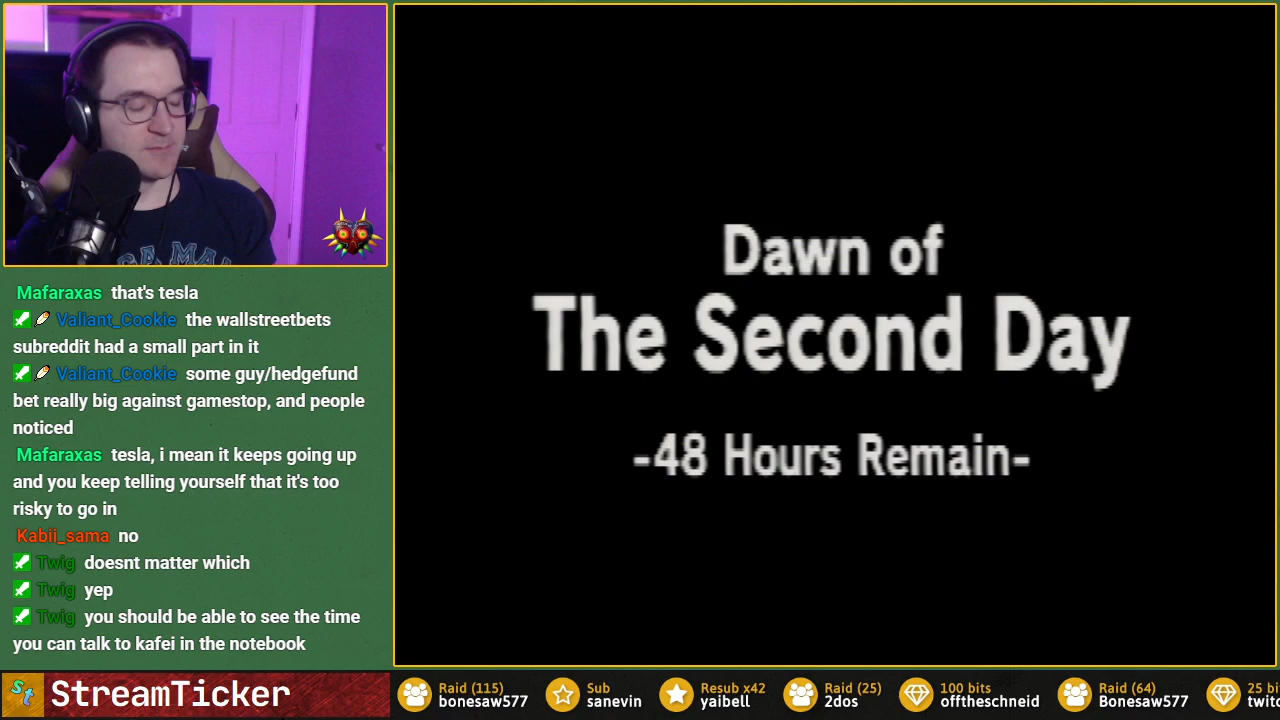 Dawn of
The Second Day
-48 Hours Remain-
Mafaraxas that's tesla
Valiant_Cookie the wallstreetbets
subreddit had a small part in it
Valiant_Cookie some guy/hedgefund
bet really big against gamestop, and people
noticed
Mafaraxas tesla, i mean it keeps going up
and you keep telling yourself that it's too
risky to go in
Kabii_sama no
Twig doesnt matter which
Twig yep
Twig you should be able to see the time
you can talk to kafei in the notebook
St StreamTicker
Raid (115)
bonesaw577
Sub
sanevin
Resub x42
yaibell
Raid (25)
2dos
100 bits
offtheschneid
Raid (64)
Bonesaw577
25 bi